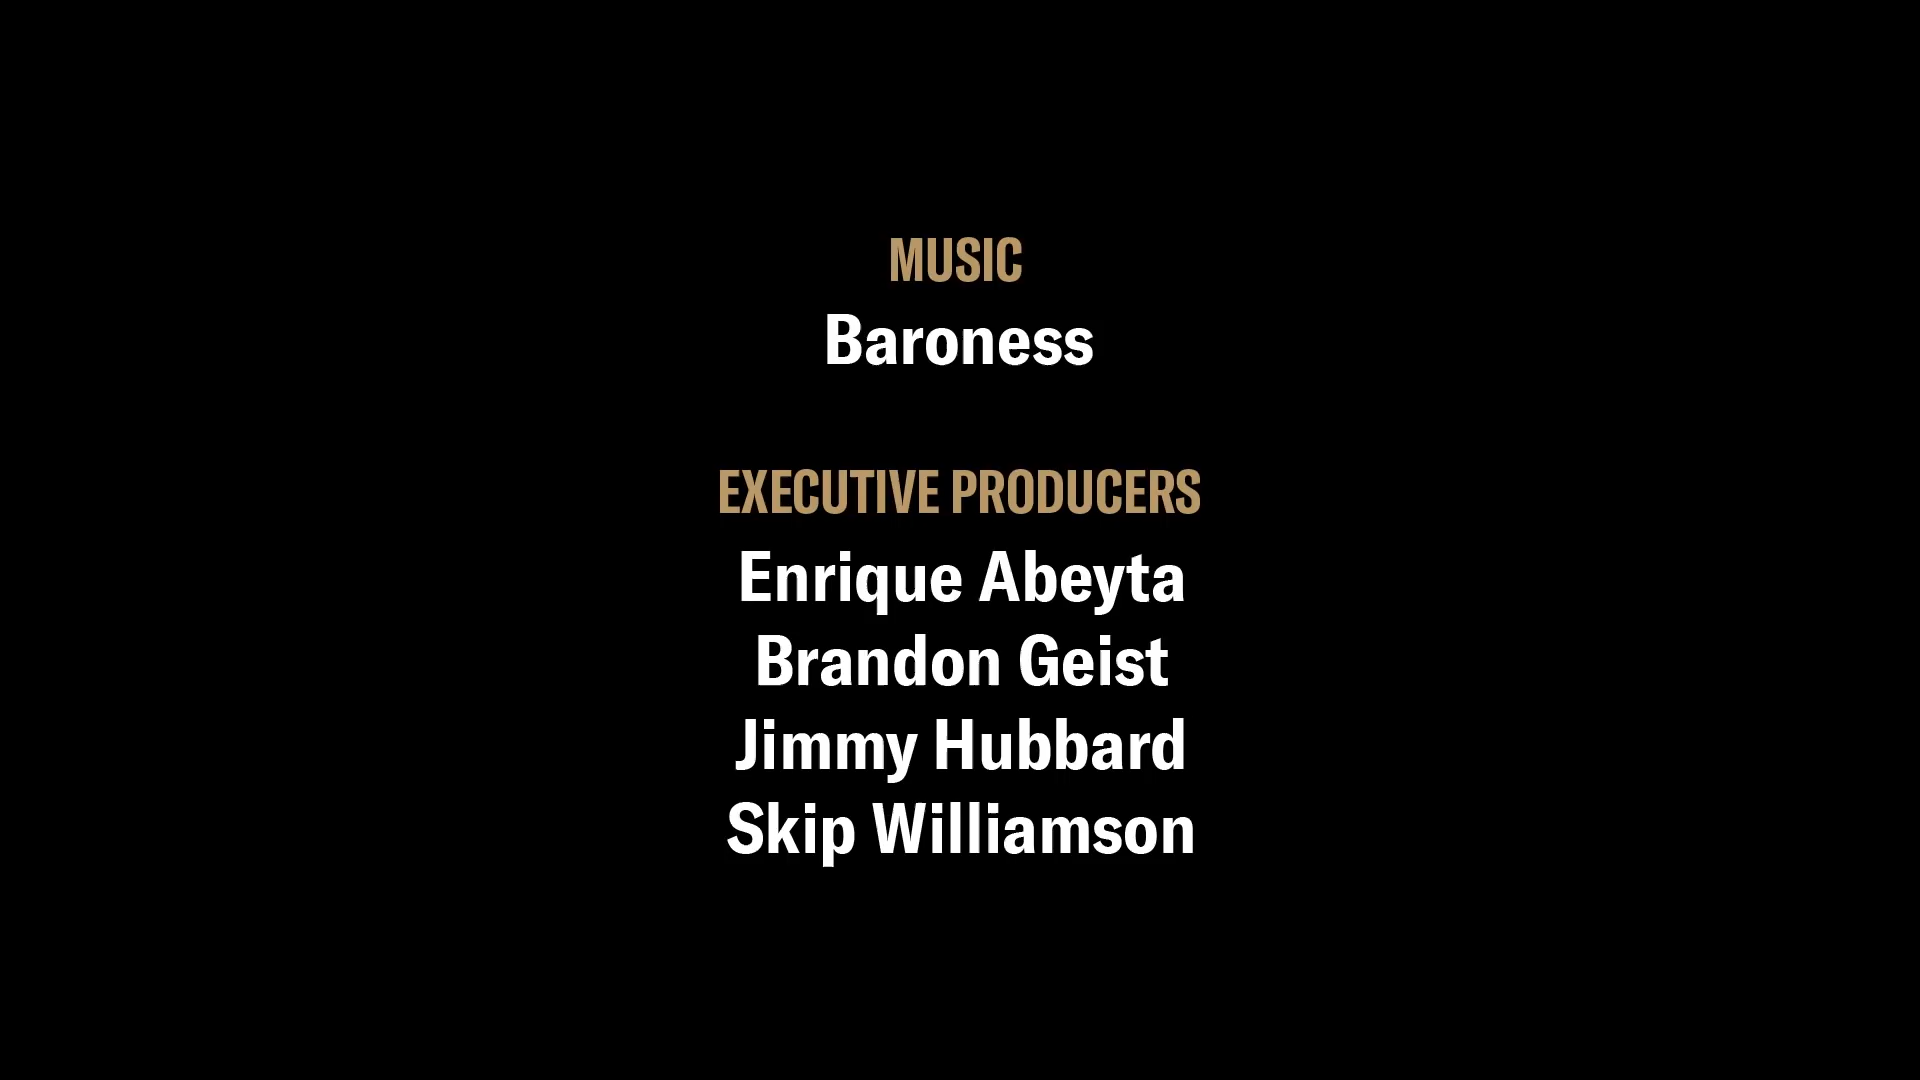 MUSIC
Baroness
EXECUTIVE PRODUCERS
Enrique Abeyta
Brandon Geist
Jimmy Hubbard
Skip Williamson